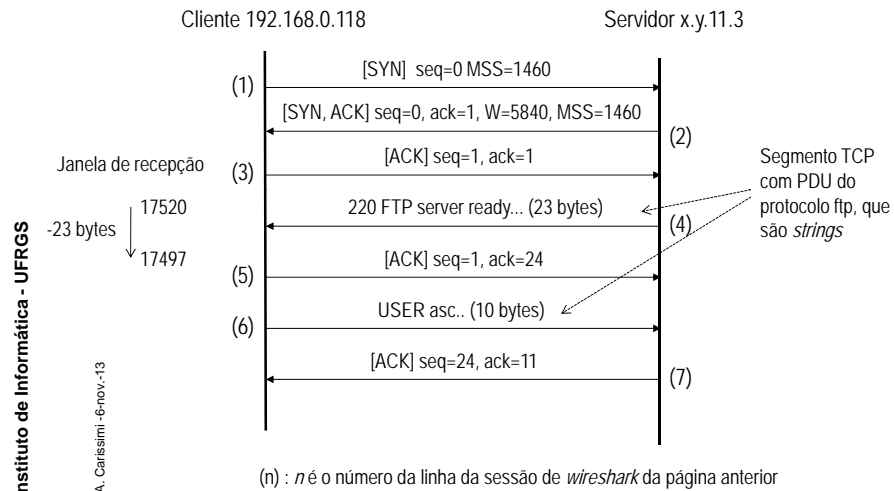 Cliente 192.168.0.118
Servidor x.y.11.3
(1)
[SYN] seq=0 MSS=1460
[SYN, ACK] seq=0, ack=1, W=5840, MSS=1460
(2)
Janela de recepção
(3)
[ACK] seq=1, ack=1
Segmento TCP
com PDU do
protocolo ftp, que
são strings
17520
-23 bytes
17497
220 FTP server ready... (23 bytes)
(4)
(5)
[ACK] seq=1, ack=24
(6)
USER asc.. (10 bytes)
[ACK] seq=24, ack=11
(7)
nstituto de Informática - UFRGS
A. Carissimi -6-nov.-13
(n) : n é o número da linha da sessão de wireshark da página anterior